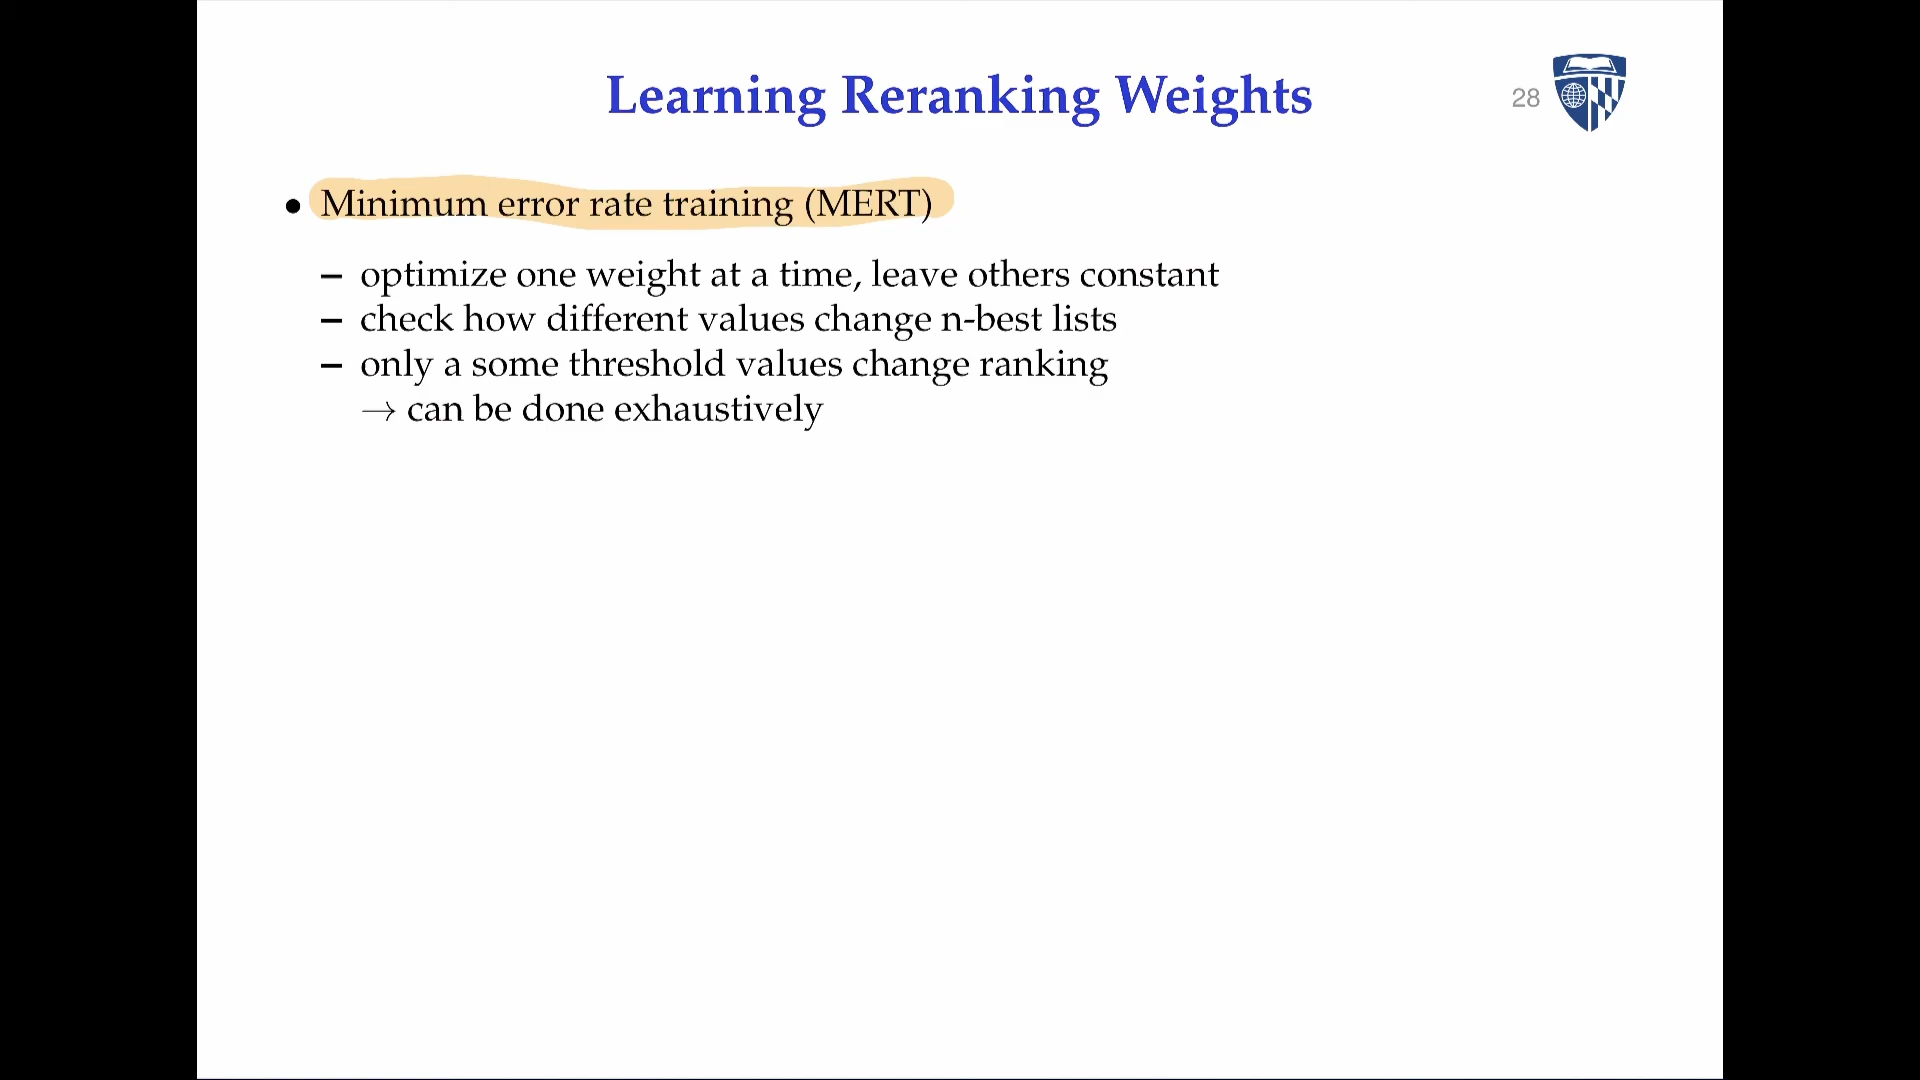 Learning Reranking Weights
28
• Minimum error rate training (MERT)
– optimize one weight at a time, leave others constant
– check how different values change n-best lists
– only a some threshold values change ranking
→ can be done exhaustively